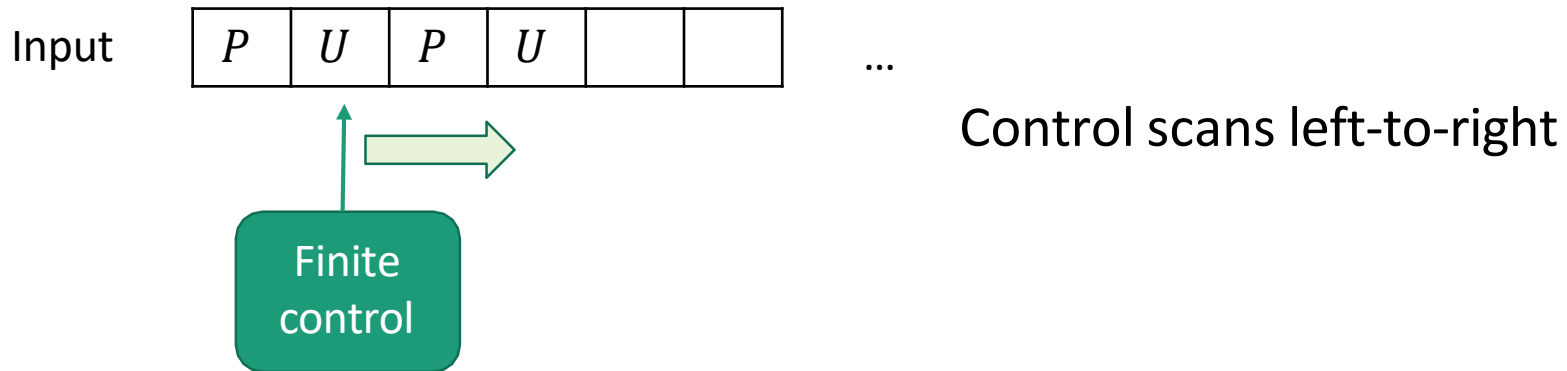 Input P U P U ...
Control scans left-to-right
Finite
control